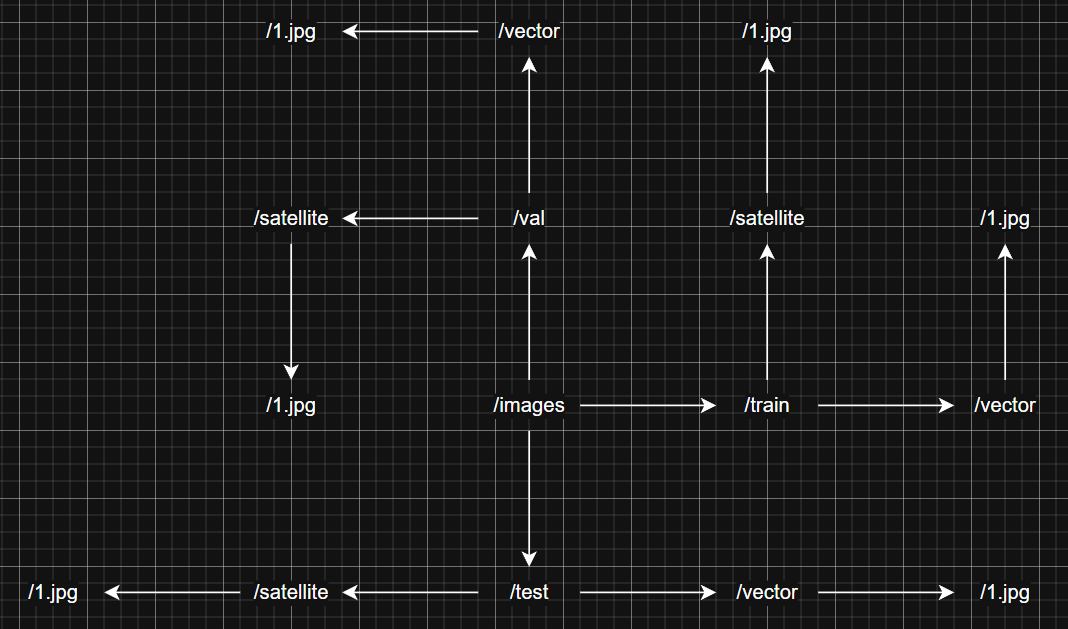 /1.jpg /vector /1.jpg
/satellite /val /satellite /1.jpg
/1.jpg /images /train /vector
/1.jpg /satellite /test /vector /1.jpg